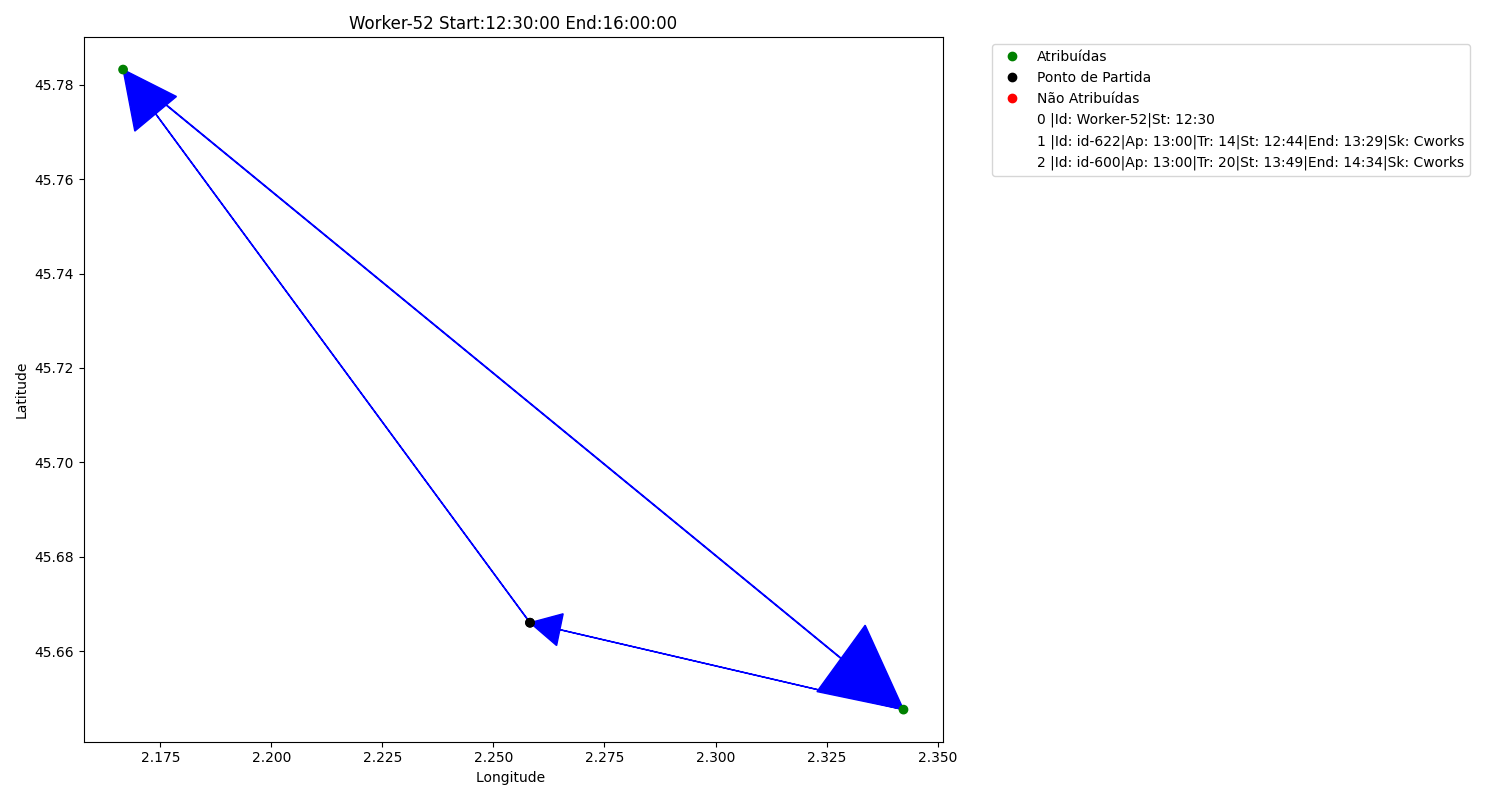 Worker-52 Start:12:30:00 End:16:00:00
Atribuídas
Ponto de Partida
Não Atribuídas
0 |Id: Worker-52|St: 12:30
1 |Id: id-622|Ap: 13:00|Tr: 14|St: 12:44|End: 13:29|Sk: Cworks
2 |Id: id-600|Ap: 13:00|Tr: 20|St: 13:49|End: 14:34|Sk: Cworks
45.78
45.76
45.74
45.72
45.70
45.68
45.66
Latitude
2.175
2.200
2.225
2.250
2.275
2.300
2.325
2.350
Longitude